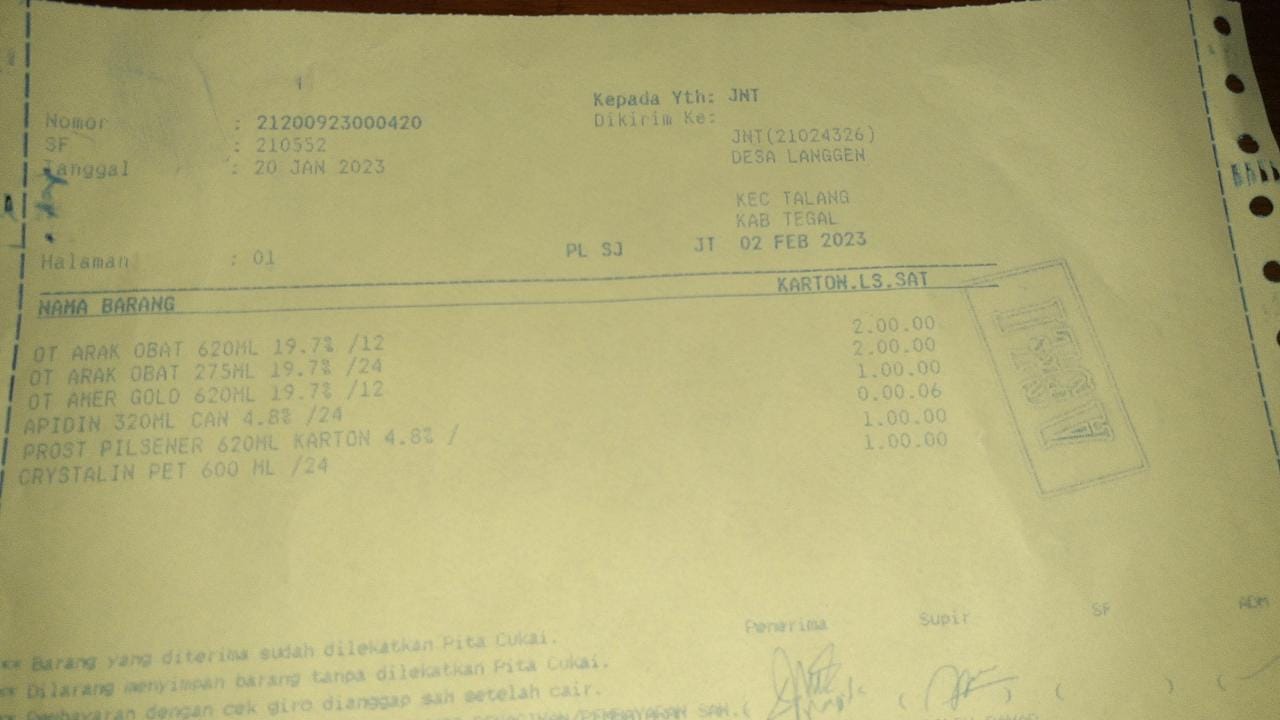 Kepada Yth: JNT
Nomor : 21200923000420
Dikirim Ke:
SF : 210552
JNT(21024326)
Tanggal : 20 JAN 2023
DESA LANGGEN
KEC TALANG
KAB TEGAL
Halaman : 01
PL SJ JT 02 FEB 2023
NAMA BARANG KARTON.LS.SAT
OT ARAK OBAT 620ML 19.7% /12 2.00.00
OT ARAK OBAT 275ML 19.7% /24 2.00.00
OT AMER GOLD 620ML 19.7% /12 1.00.00
APIDIN 320ML CAN 4.8% /24 0.00.06
PROST PILSENER 620ML KARTON 4.8% / 1.00.00
CRYSTALIN PET 600 ML /24 1.00.00
ASLI
Penerima Supir SF ADM
** Barang yang diterima sudah dilekatkan Pita Cukai.
** Dilarang menyimpan barang tanpa dilekatkan Pita Cukai.
** Pembayaran dengan cek giro dianggap sah setelah cair.